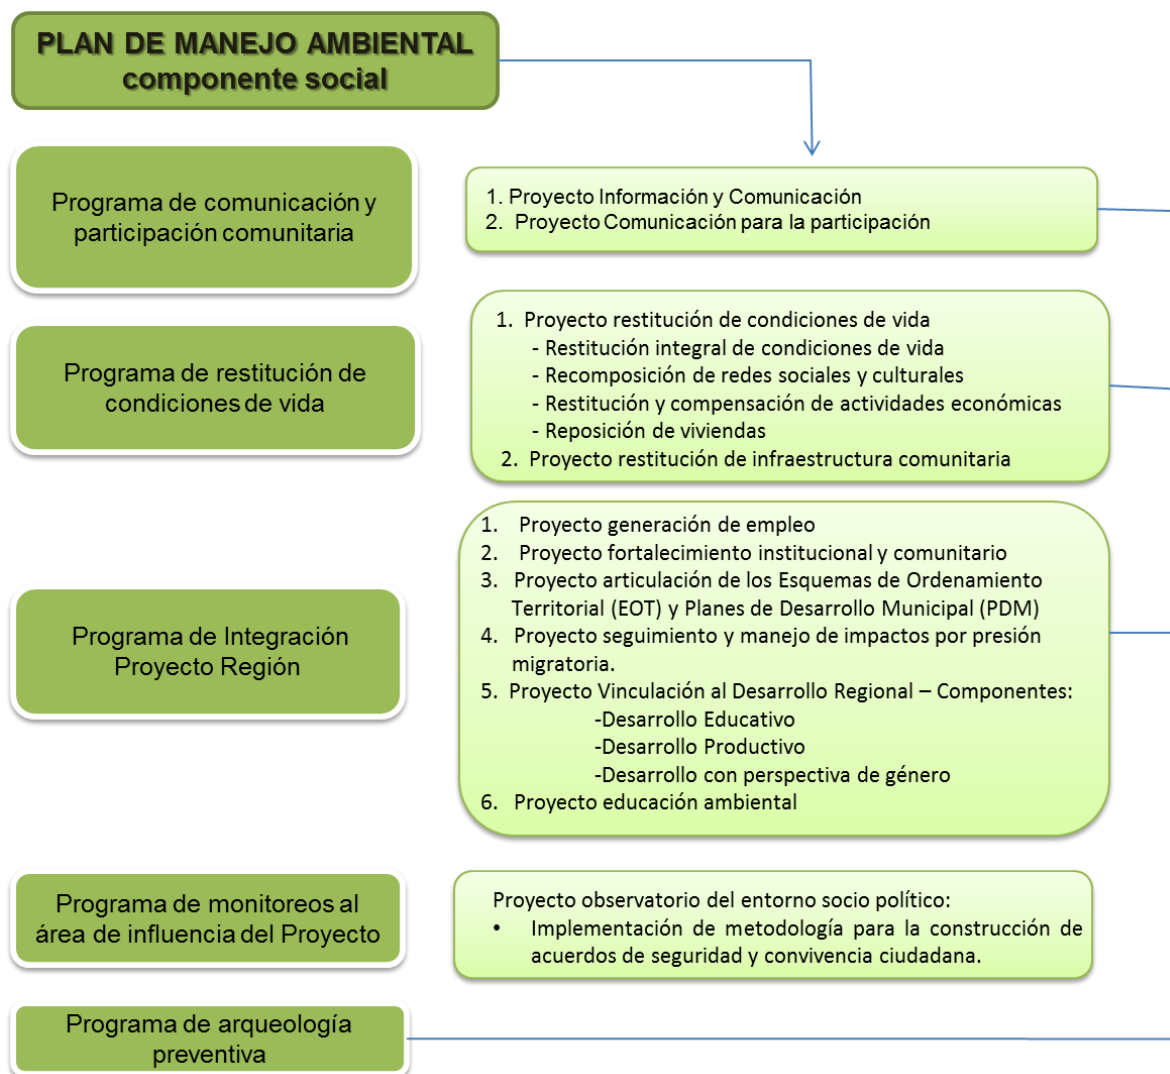 PLAN DE MANEJO AMBIENTAL
componente social
Programa de comunicación y
participación comunitaria
1. Proyecto Información y Comunicación
2. Proyecto Comunicación para la participación
Programa de restitución de
condiciones de vida
1. Proyecto restitución de condiciones de vida
- Restitución integral de condiciones de vida
- Recomposición de redes sociales y culturales
- Restitución y compensación de actividades económicas
- Reposición de viviendas
2. Proyecto restitución de infraestructura comunitaria
Programa de Integración
Proyecto Región
1. Proyecto generación de empleo
2. Proyecto fortalecimiento institucional y comunitario
3. Proyecto articulación de los Esquemas de Ordenamiento
Territorial (EOT) y Planes de Desarrollo Municipal (PDM)
4. Proyecto seguimiento y manejo de impactos por presión
migratoria.
5. Proyecto Vinculación al Desarrollo Regional – Componentes:
-Desarrollo Educativo
-Desarrollo Productivo
-Desarrollo con perspectiva de género
6. Proyecto educación ambiental
Programa de monitoreos al
área de influencia del Proyecto
Proyecto observatorio del entorno socio político:
• Implementación de metodología para la construcción de
acuerdos de seguridad y convivencia ciudadana.
Programa de arqueología
preventiva